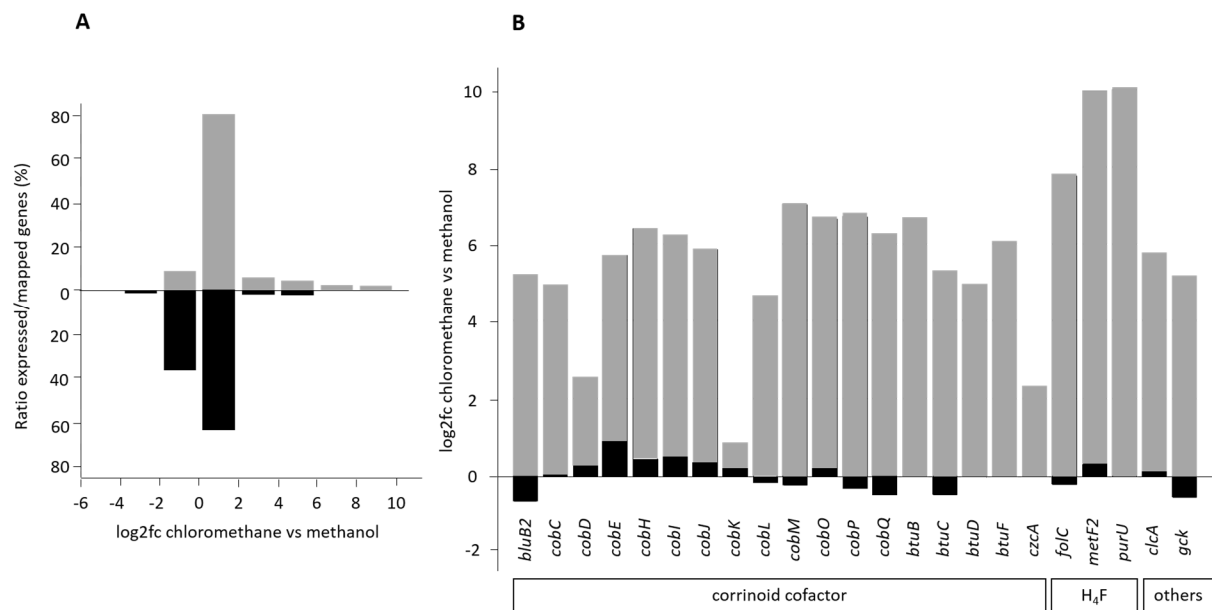 A
Ratio expressed/mapped genes (%)
80
60
40
20
0
20
40
60
80
-6 -4 -2 0 2 4 6 8 10
log2fc chloromethane vs methanol
B
log2fc chloromethane vs methanol
10
8
6
4
2
0
-2
bluB2 cobC cobD cobE cobH cobI cobJ cobK cobL cobM cobO cobP cobQ btuB btuC btuD btuF czcA folC metF2 purU clcA gck
corrinoid cofactor H₄F others